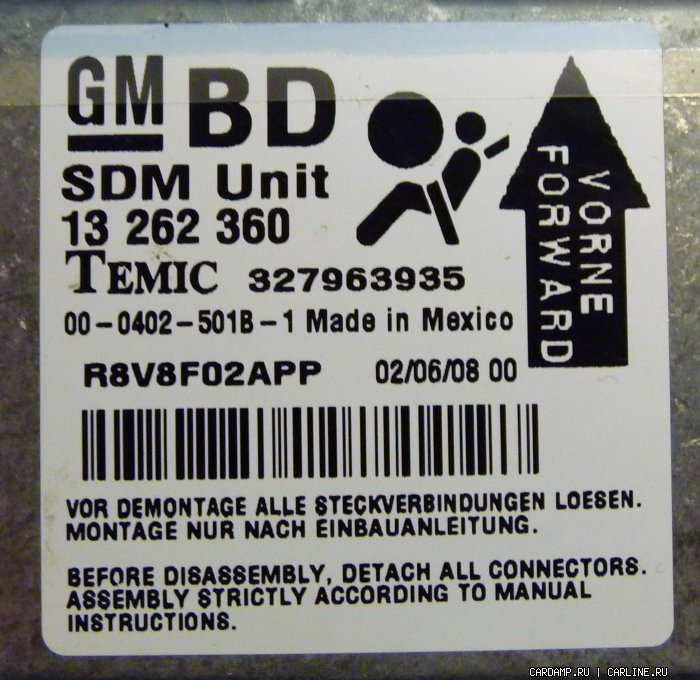 GM BD
SDM Unit
13 262 360
TEMIC 327963935
00-0402-501B-1 Made in Mexico
R8V8F02APP 02/06/08 00
VORNE
FORWARD
VOR DEMONTAGE ALLE STECKVERBINDUNGEN LOESEN.
MONTAGE NUR NACH EINBAUANLEITUNG.
BEFORE DISASSEMBLY, DETACH ALL CONNECTORS.
ASSEMBLY STRICTLY ACCORDING TO MANUAL
INSTRUCTIONS.
CARDAMP.RU | CARLINE.RU